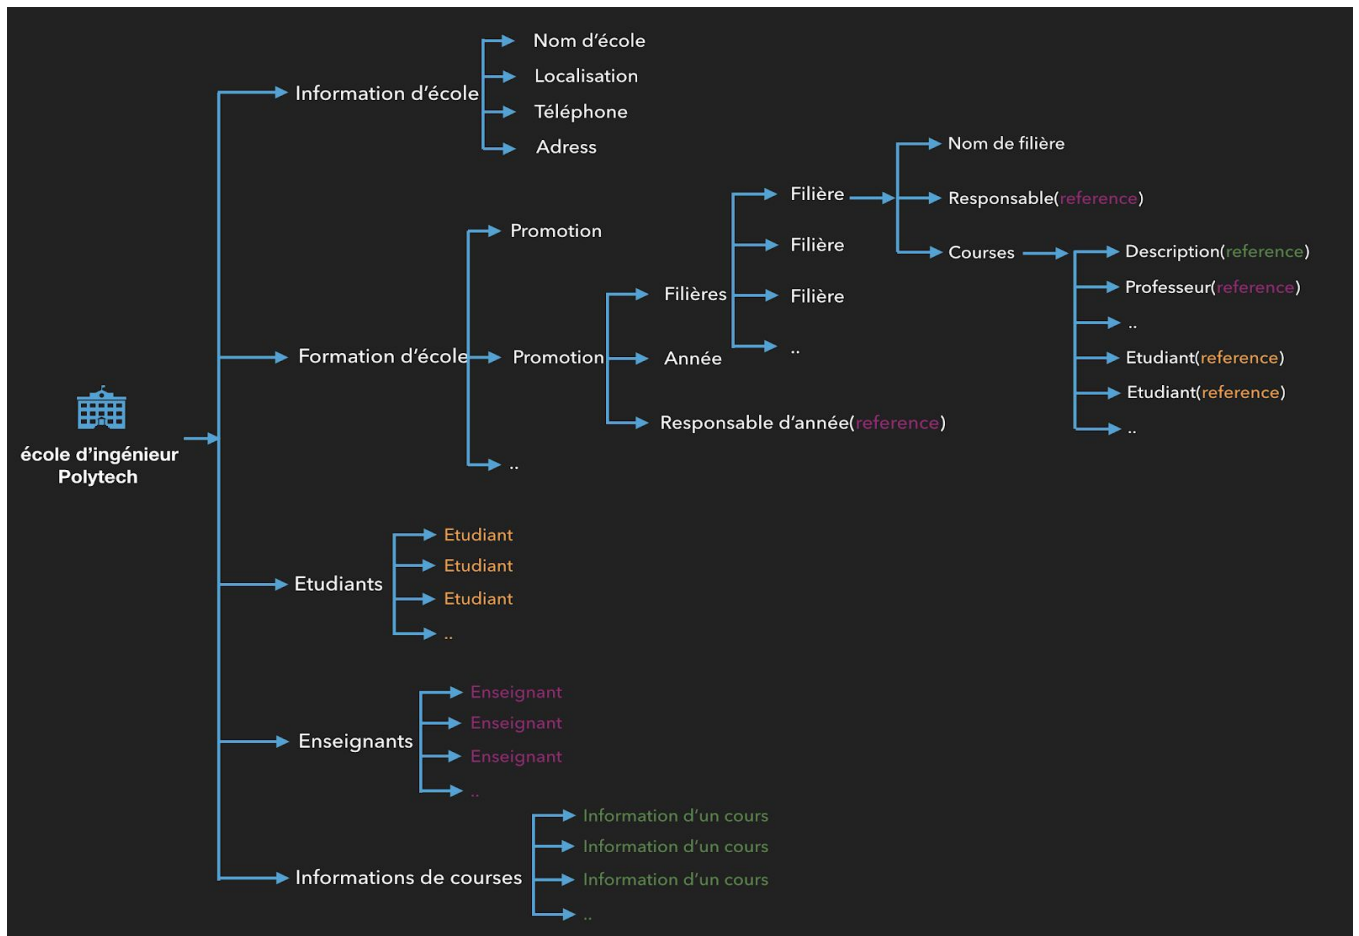 école d'ingénieur
Polytech
Information d'école
Nom d'école
Localisation
Téléphone
Adress
Formation d'école
Promotion
Promotion
..
Filières
Année
Responsable d'année(reference)
Filière
Filière
Filière
..
Nom de filière
Responsable(reference)
Courses
Description(reference)
Professeur(reference)
..
Etudiant(reference)
Etudiant(reference)
..
Etudiants
Etudiant
Etudiant
Etudiant
..
Enseignants
Enseignant
Enseignant
Enseignant
..
Informations de courses
Information d'un cours
Information d'un cours
Information d'un cours
..